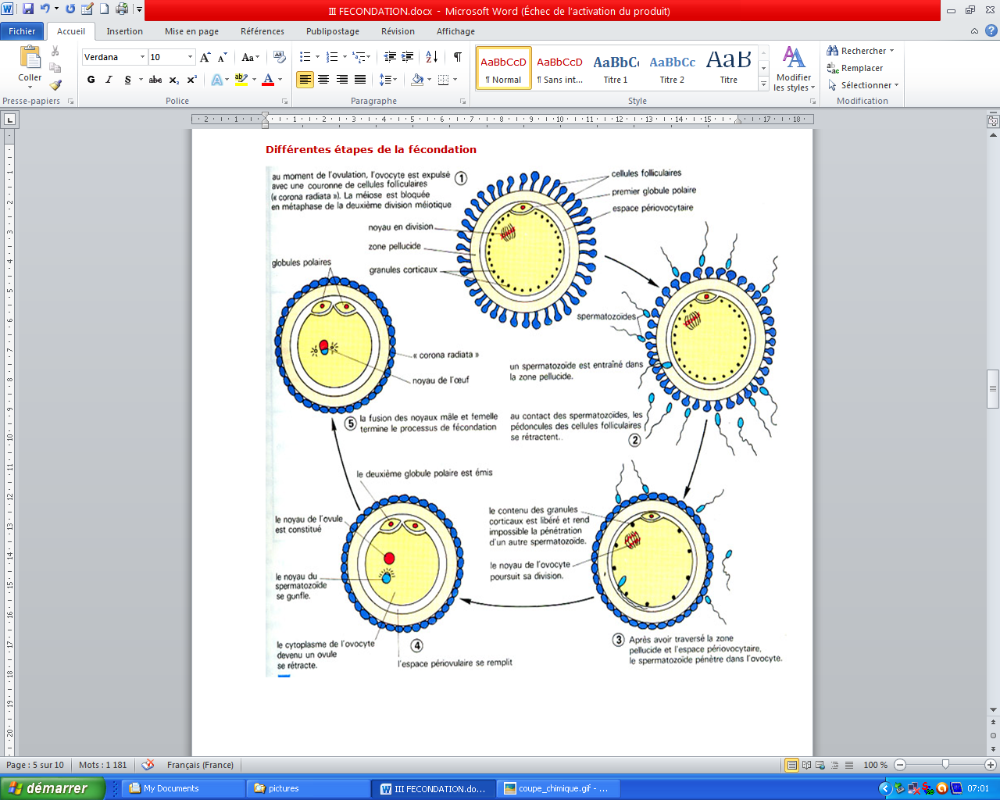 III FECONDATION.docx - Microsoft Word (Échec de l'activation du produit)
Fichier Accueil Insertion Mise en page Références Publipostage Révision Affichage
Coller
Presse-papiers
Verdana 10
G I S abc X₂ X²
Police
Paragraphe
AaBbCcD AaBbCcD AaBbC AaBbCc AaB
¶ Normal ¶ Sans int... Titre 1 Titre 2 Titre
Modifier les styles
Style
Rechercher
Remplacer
Sélectionner
Modification
Différentes étapes de la fécondation
au moment de l'ovulation, l'ovocyte est expulsé
avec une couronne de cellules folliculaires
(« corona radiata »). La méiose est bloquée
en métaphase de la deuxième division méiotique
1
cellules folliculaires
premier globule polaire
espace périovocytaire
noyau en division
zone pellucide
granules corticaux
globules polaires
spermatozoïdes
« corona radiata »
noyau de l'œuf
un spermatozoïde est entraîné dans
la zone pellucide.
5 la fusion des noyaux mâle et femelle
termine le processus de fécondation
au contact des spermatozoïdes, les
pédoncules des cellules folliculaires
se rétractent..
2
le deuxième globule polaire est émis
le noyau de l'ovule
est constitué
le noyau du
spermatozoïde
se gunfle.
le cytoplasme de l'ovocyte
devenu un ovule
se rétracte.
4
l'espace périovulaire se remplit
le contenu des granules
corticaux est libéré et rend
impossible la pénétration
d'un autre spermatozoïde.
le noyau de l'ovocyte
poursuit sa division.
3 Après avoir traversé la zone
pellucide et l'espace périovocytaire,
le spermatozoïde pénètre dans l'ovocyte.
Page : 5 sur 10 Mots : 1 181 Français (France) 100 %
démarrer My Documents pictures III FECONDATION.do... coupe_chimique.gif - ... 07:01